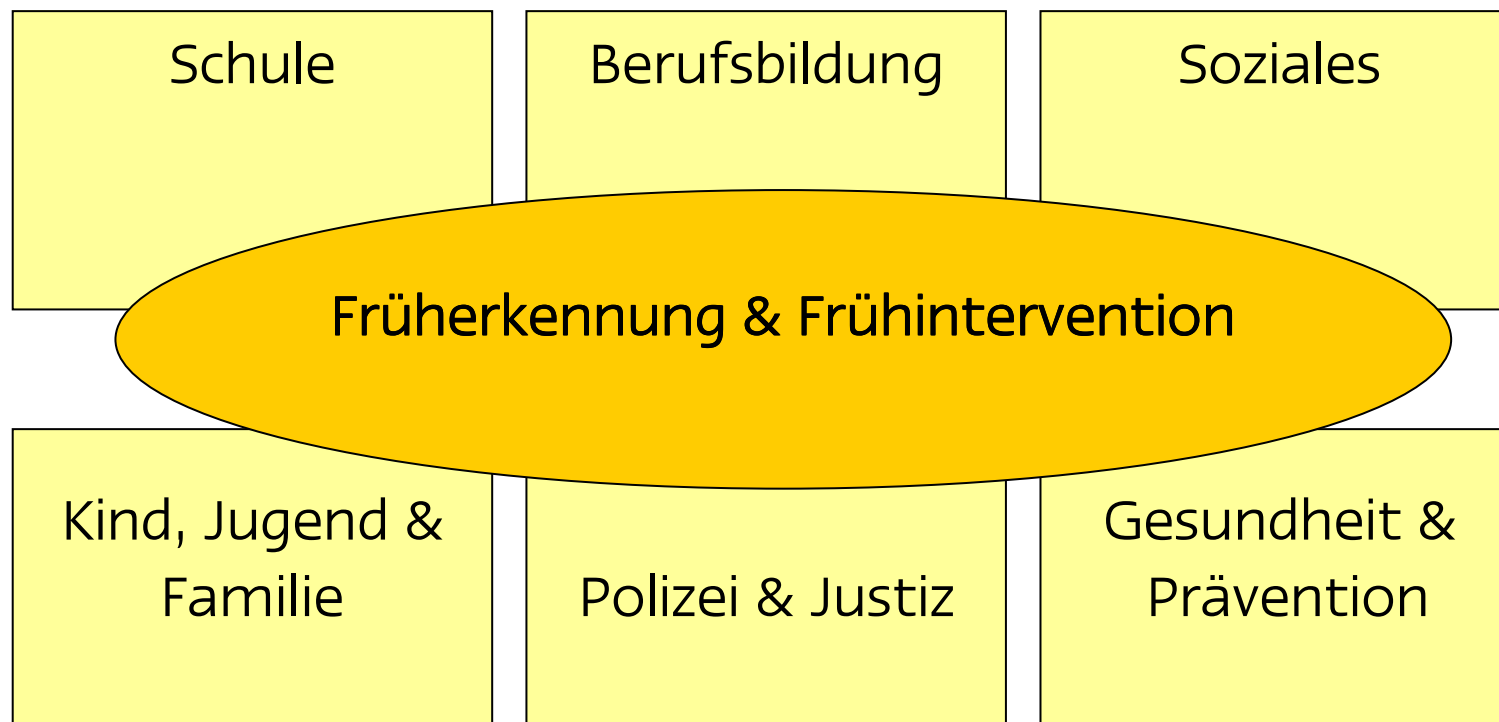 Schule
Berufsbildung
Soziales
Früherkennung & Frühintervention
Kind, Jugend &
Familie
Polizei & Justiz
Gesundheit &
Prävention